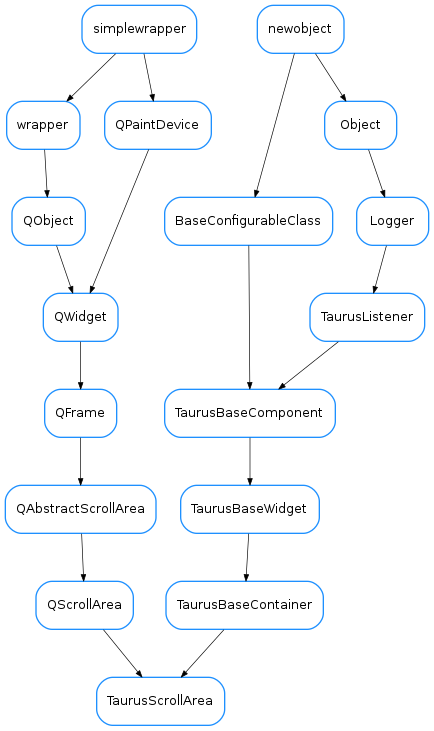 simplewrapper
newobject
wrapper
QPaintDevice
Object
QObject
BaseConfigurableClass
Logger
QWidget
TaurusListener
QFrame
TaurusBaseComponent
QAbstractScrollArea
TaurusBaseWidget
QScrollArea
TaurusBaseContainer
TaurusScrollArea